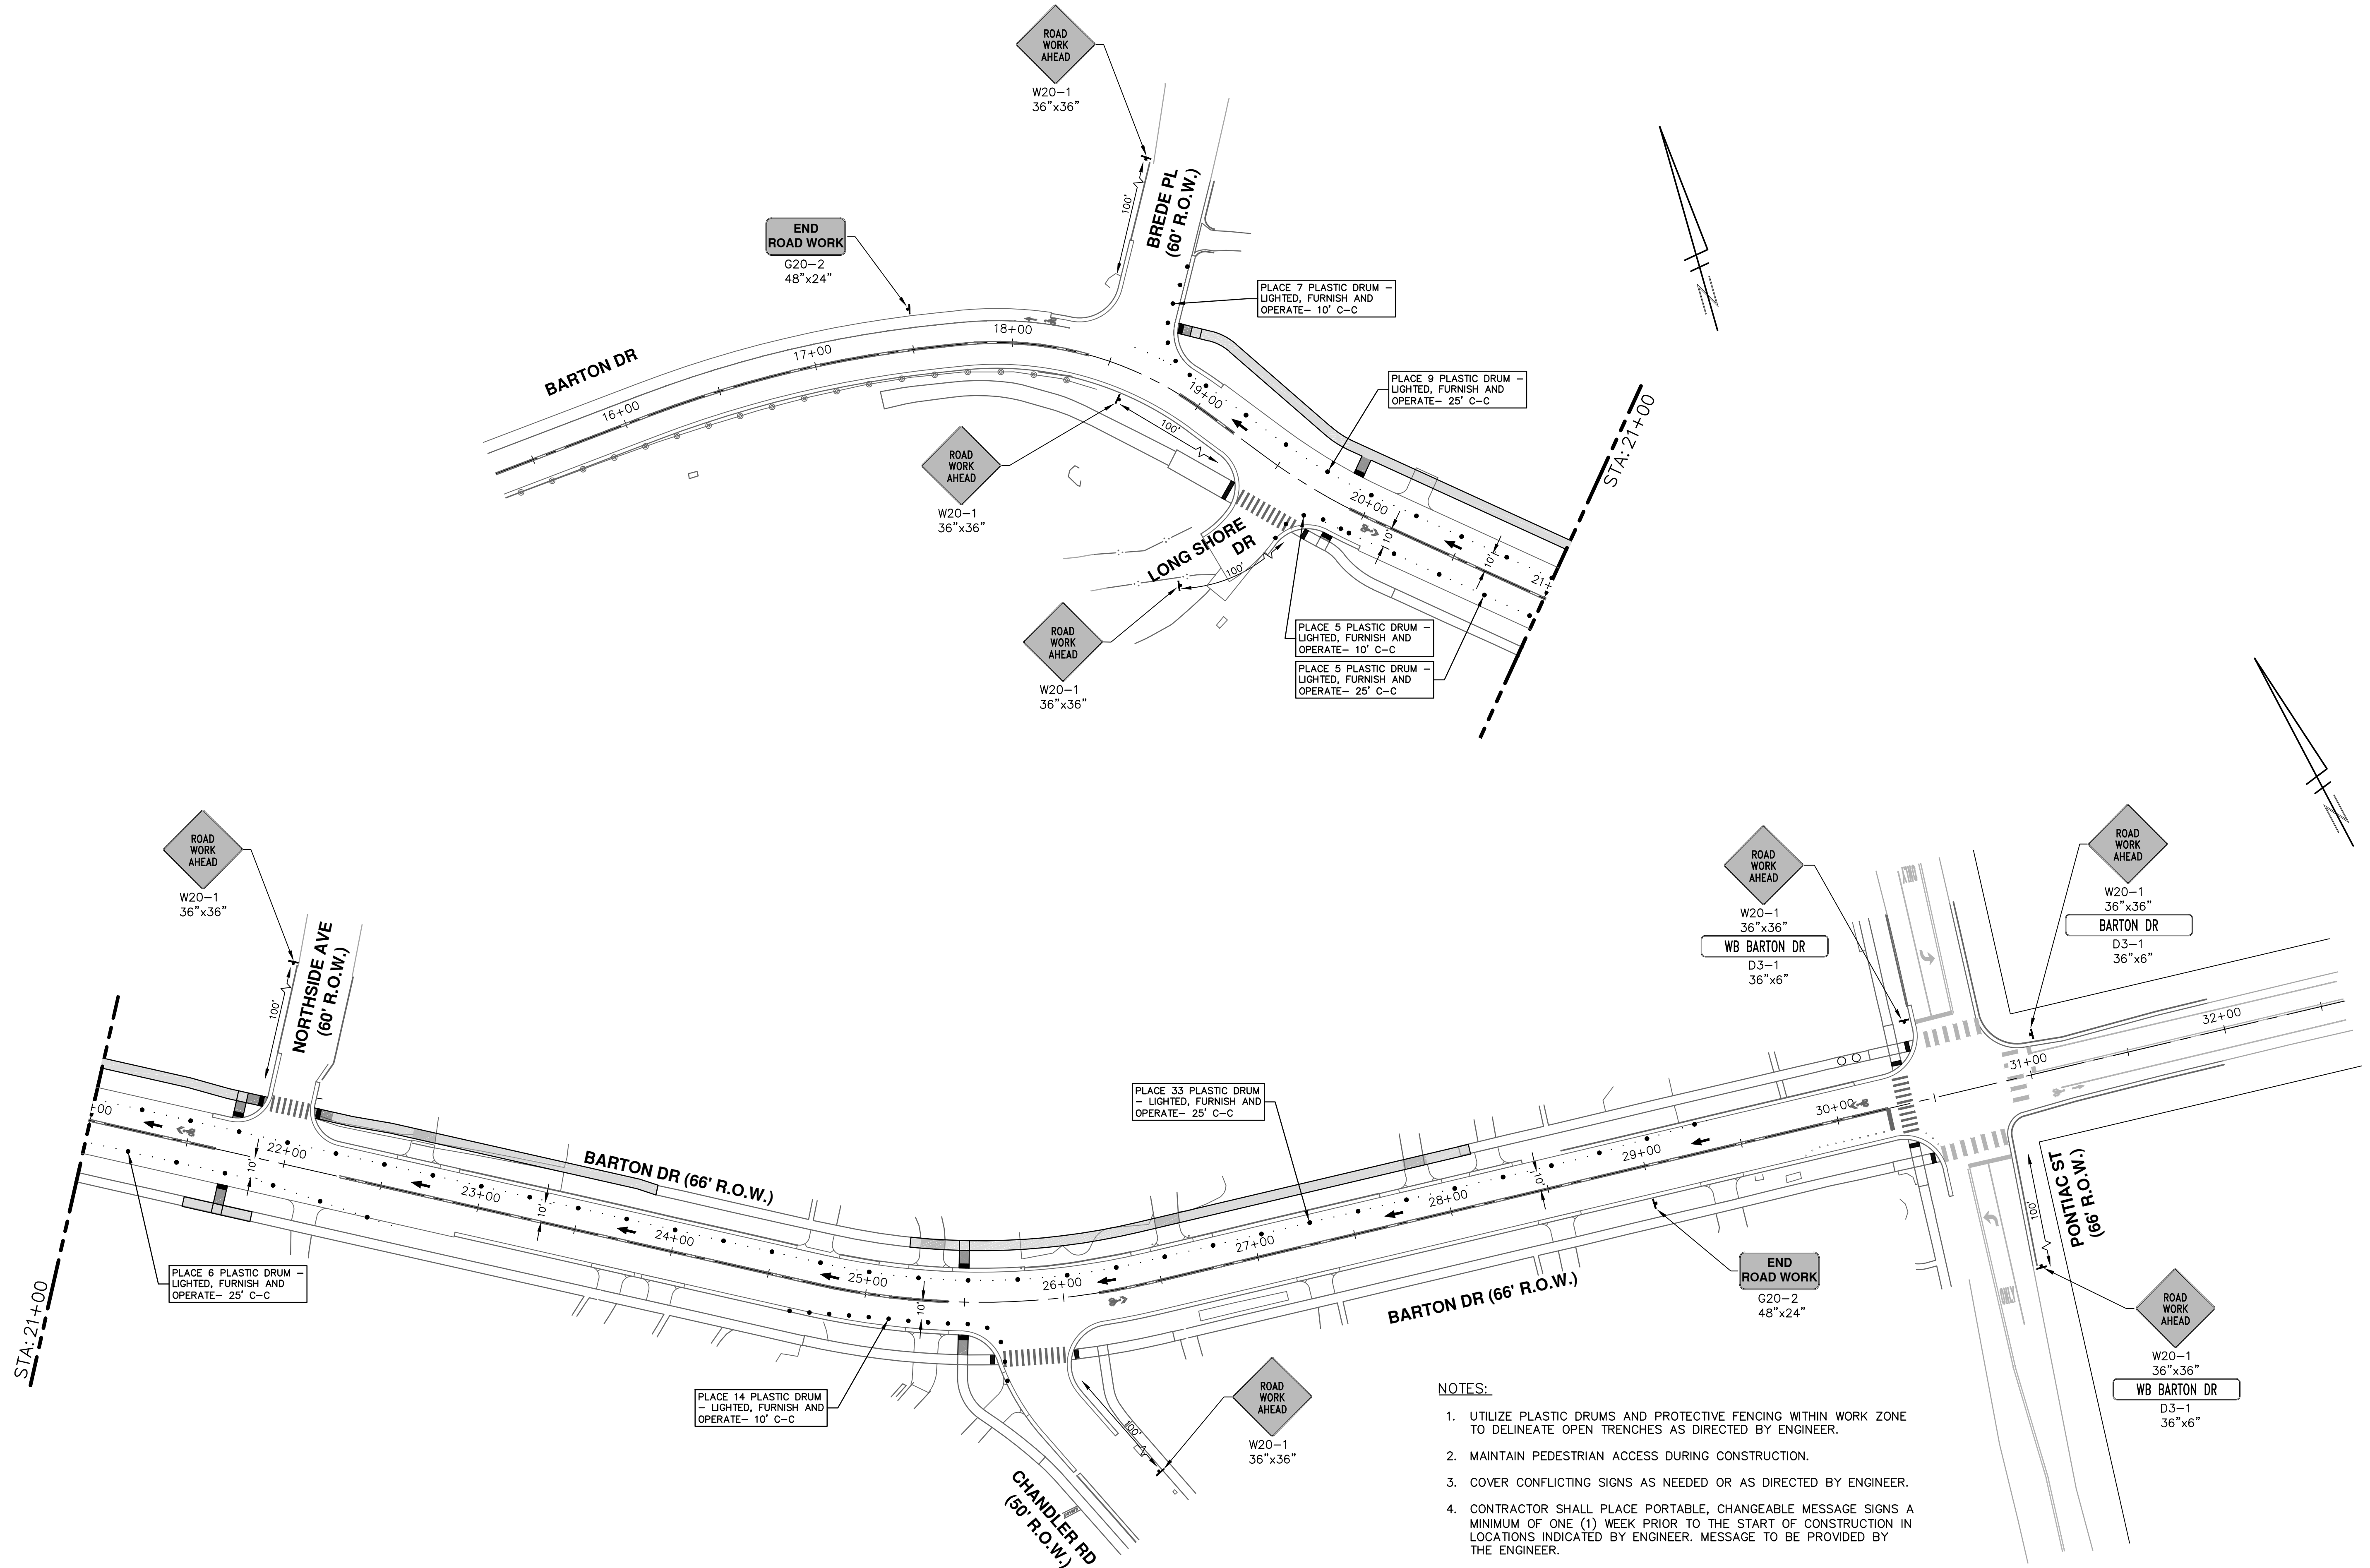 ROAD
WORK
AHEAD
W20-1
36"x36"
BREDE PL
(60' R.O.W.)
100'
END
ROAD WORK
G20-2
48"x24"
PLACE 7 PLASTIC DRUM -
LIGHTED, FURNISH AND
OPERATE- 10' C-C
BARTON DR
16+00
17+00
18+00
19+00
20+00
21+
N
PLACE 9 PLASTIC DRUM -
LIGHTED, FURNISH AND
OPERATE- 25' C-C
STA: 21+00
100'
ROAD
WORK
AHEAD
W20-1
36"x36"
10'
10'
LONG SHORE
DR
100'
ROAD
WORK
AHEAD
W20-1
36"x36"
PLACE 5 PLASTIC DRUM -
LIGHTED, FURNISH AND
OPERATE- 10' C-C
PLACE 5 PLASTIC DRUM -
LIGHTED, FURNISH AND
OPERATE- 25' C-C
N
ROAD
WORK
AHEAD
W20-1
36"x36"
NORTHSIDE AVE
(60' R.O.W.)
100'
ROAD
WORK
AHEAD
W20-1
36"x36"
WB BARTON DR
D3-1
36"x6"
ONLY
ROAD
WORK
AHEAD
W20-1
36"x36"
BARTON DR
D3-1
36"x6"
+00
22+00
23+00
24+00
25+00
26+00
27+00
28+00
29+00
30+00
31+00
32+00
10'
10'
10'
10'
BARTON DR (66' R.O.W.)
PLACE 33 PLASTIC DRUM
- LIGHTED, FURNISH AND
OPERATE- 25' C-C
PLACE 6 PLASTIC DRUM -
LIGHTED, FURNISH AND
OPERATE- 25' C-C
STA: 21+00
BARTON DR (66' R.O.W.)
END
ROAD WORK
G20-2
48"x24"
ONLY
100'
PONTIAC ST
(66' R.O.W.)
ROAD
WORK
AHEAD
W20-1
36"x36"
WB BARTON DR
D3-1
36"x6"
PLACE 14 PLASTIC DRUM
- LIGHTED, FURNISH AND
OPERATE- 10' C-C
100'
ROAD
WORK
AHEAD
W20-1
36"x36"
CHANDLER RD
(50' R.O.W.)
NOTES:
1. UTILIZE PLASTIC DRUMS AND PROTECTIVE FENCING WITHIN WORK ZONE
TO DELINEATE OPEN TRENCHES AS DIRECTED BY ENGINEER.
2. MAINTAIN PEDESTRIAN ACCESS DURING CONSTRUCTION.
3. COVER CONFLICTING SIGNS AS NEEDED OR AS DIRECTED BY ENGINEER.
4. CONTRACTOR SHALL PLACE PORTABLE, CHANGEABLE MESSAGE SIGNS A
MINIMUM OF ONE (1) WEEK PRIOR TO THE START OF CONSTRUCTION IN
LOCATIONS INDICATED BY ENGINEER. MESSAGE TO BE PROVIDED BY
THE ENGINEER.